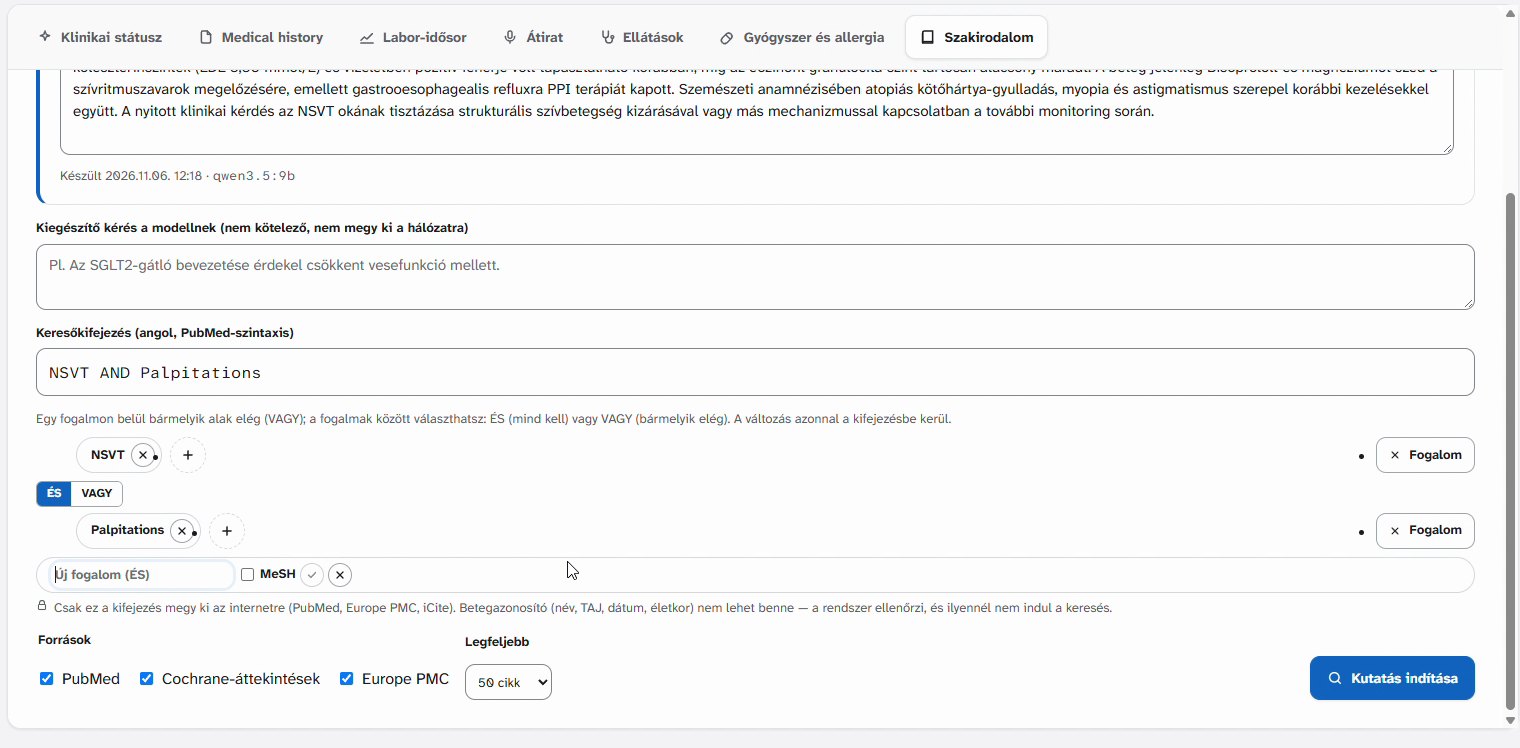 Klinikai státusz Medical history Labor-idősor Átirat Ellátások Gyógyszer és allergia Szakirodalom
szívritmuszavarok megelőzésére, emellett gastrooesophagealis refluxra PPI terápiát kapott. Szemészeti anamnézisében atopiás kötőhártya-gyulladás, myopia és astigmatismus szerepel korábbi kezelésekkel
együtt. A nyitott klinikai kérdés az NSVT okának tisztázása strukturális szívbetegség kizárásával vagy más mechanizmussal kapcsolatban a további monitoring során.
Készült 2026.11.06. 12:18 · qwen3.5:9b
Kiegészítő kérés a modellnek (nem kötelező, nem megy ki a hálózatra)
Pl. Az SGLT2-gátló bevezetése érdekel csökkent vesefunkció mellett.
Keresőkifejezés (angol, PubMed-szintaxis)
NSVT AND Palpitations
Egy fogalmon belül bármelyik alak elég (VAGY); a fogalmak között választhatsz: ÉS (mind kell) vagy VAGY (bármelyik elég). A változás azonnal a kifejezésbe kerül.
NSVT × + × Fogalom
ÉS VAGY
Palpitations × + × Fogalom
Új fogalom (ÉS) MeSH ✓ ×
Csak ez a kifejezés megy ki az internetre (PubMed, Europe PMC, iCite). Betegazonosító (név, TAJ, dátum, életkor) nem lehet benne — a rendszer ellenőrzi, és ilyennél nem indul a keresés.
Források Legfeljebb
PubMed Cochrane-áttekintések Europe PMC 50 cikk Kutatás indítása